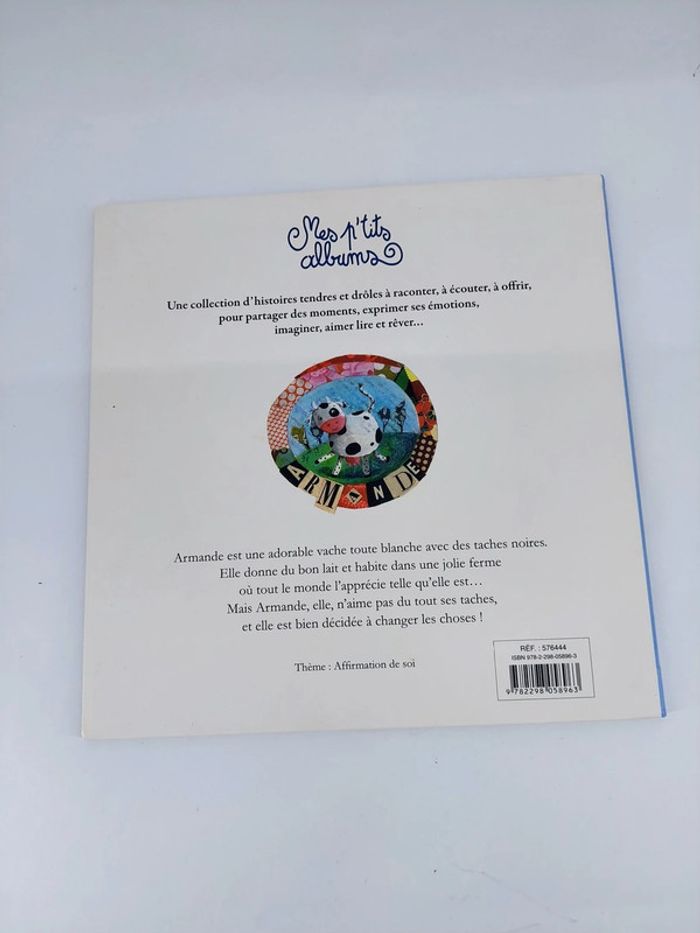 Mes p'tits
albums
Une collection d'histoires tendres et drôles à raconter, à écouter, à offrir,
pour partager des moments, exprimer ses émotions,
imaginer, aimer lire et rêver...
ARMANDE
Armande est une adorable vache toute blanche avec des taches noires.
Elle donne du bon lait et habite dans une jolie ferme
où tout le monde l'apprécie telle qu'elle est...
Mais Armande, elle, n'aime pas du tout ses taches,
et elle est bien décidée à changer les choses !
Thème : Affirmation de soi
RÉF. : 576444
ISBN 978-2-298-05896-3
9 782298 058963